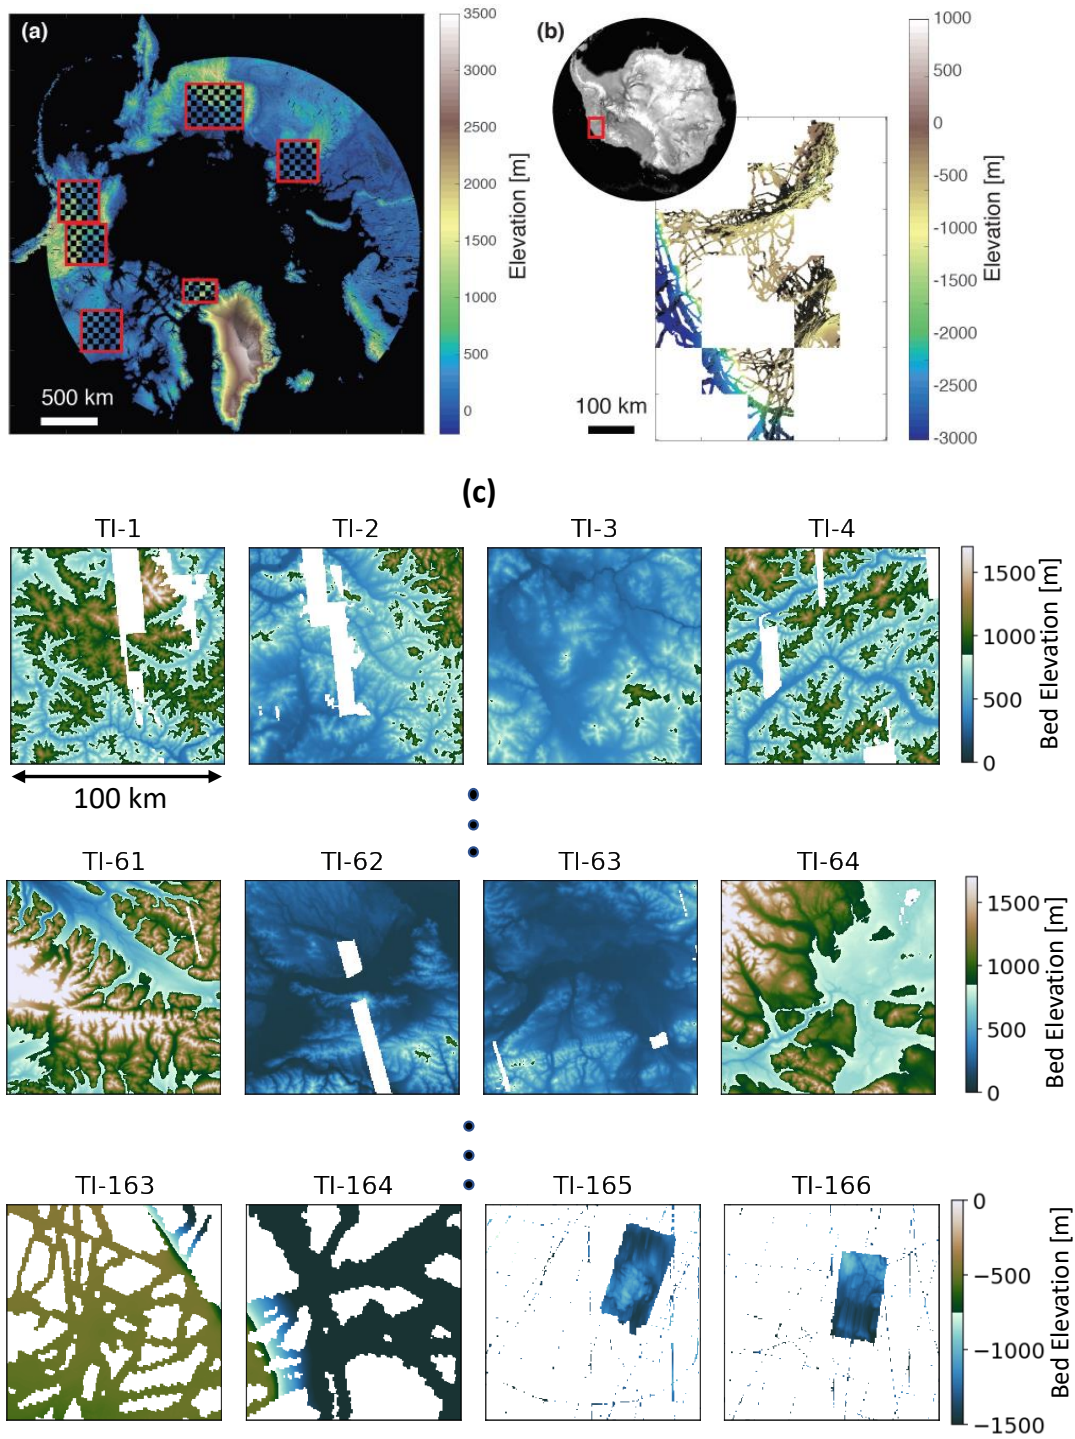 (a)
3500
3000
2500
2000
1500
1000
500
0
Elevation [m]
500 km
(b)
1000
500
0
-500
-1000
-1500
-2000
-2500
-3000
Elevation [m]
100 km
(c)
TI-1 TI-2 TI-3 TI-4
1500
1000
500
0
Bed Elevation [m]
100 km
TI-61 TI-62 TI-63 TI-64
1500
1000
500
0
Bed Elevation [m]
TI-163 TI-164 TI-165 TI-166
0
−500
−1000
−1500
Bed Elevation [m]